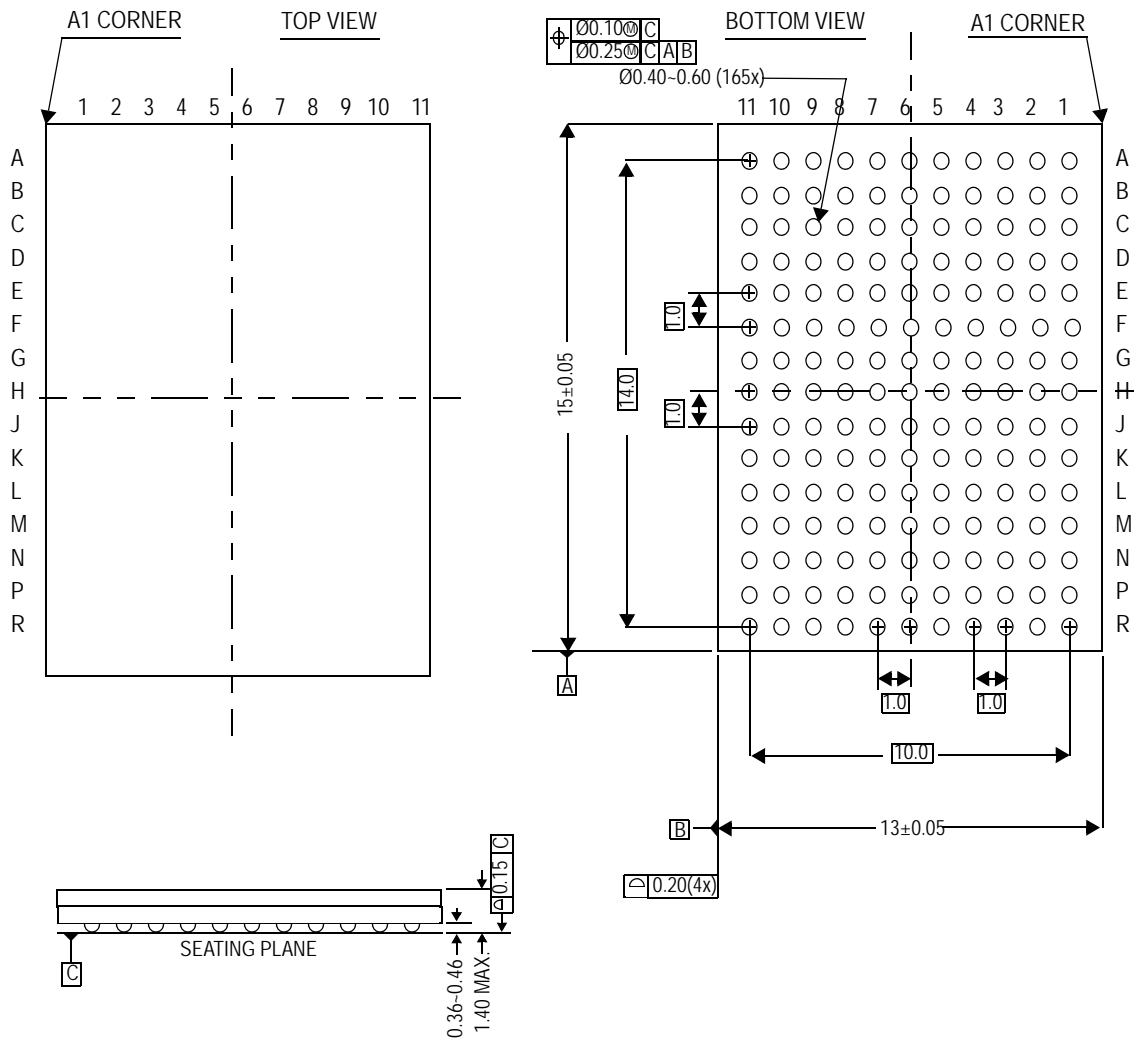 A1 CORNER
TOP VIEW
1 2 3 4 5 6 7 8 9 10 11
A
B
C
D
E
F
G
H
J
K
L
M
N
P
R
Ø0.10Ⓜ C
Ø0.25Ⓜ C A B
BOTTOM VIEW
A1 CORNER
Ø0.40~0.60 (165x)
11 10 9 8 7 6 5 4 3 2 1
A
B
C
D
E
F
G
H
J
K
L
M
N
P
R
1.0
1.0
14.0
15±0.05
A
1.0
1.0
10.0
B
13±0.05
0.20(4x)
0.15 C
SEATING PLANE
C
0.36~0.46
1.40 MAX.